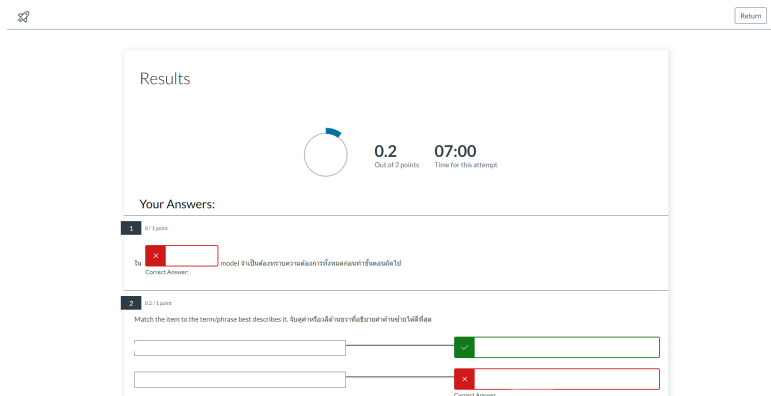 Return
Results
0.2
Out of 2 points
07:00
Time for this attempt
Your Answers:
1
0 / 1 point
ใน model จำเป็นต้องทราบความต้องการทั้งหมดก่อนทำขั้นตอนถัดไป
Correct Answer:
2
0.2 / 1 point
Match the item to the term/phrase best describes it. จับคู่คำหรือวลีด้านขวาที่อธิบายคำด้านซ้ายได้ดีที่สุด
Correct Answer